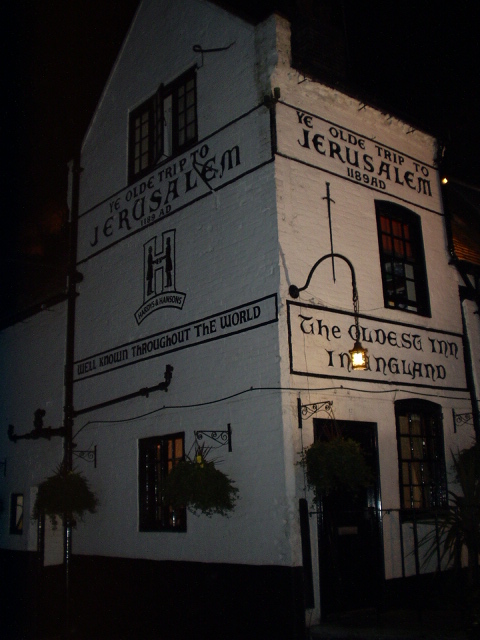 YE OLDE TRIP TO
JERUSALEM
1189 AD
H
HARDYS & HANSONS
WELL KNOWN THROUGHOUT THE WORLD
YE OLDE TRIP TO
JERUSALEM
1189AD
The OLDEST INN
IN ENGLAND